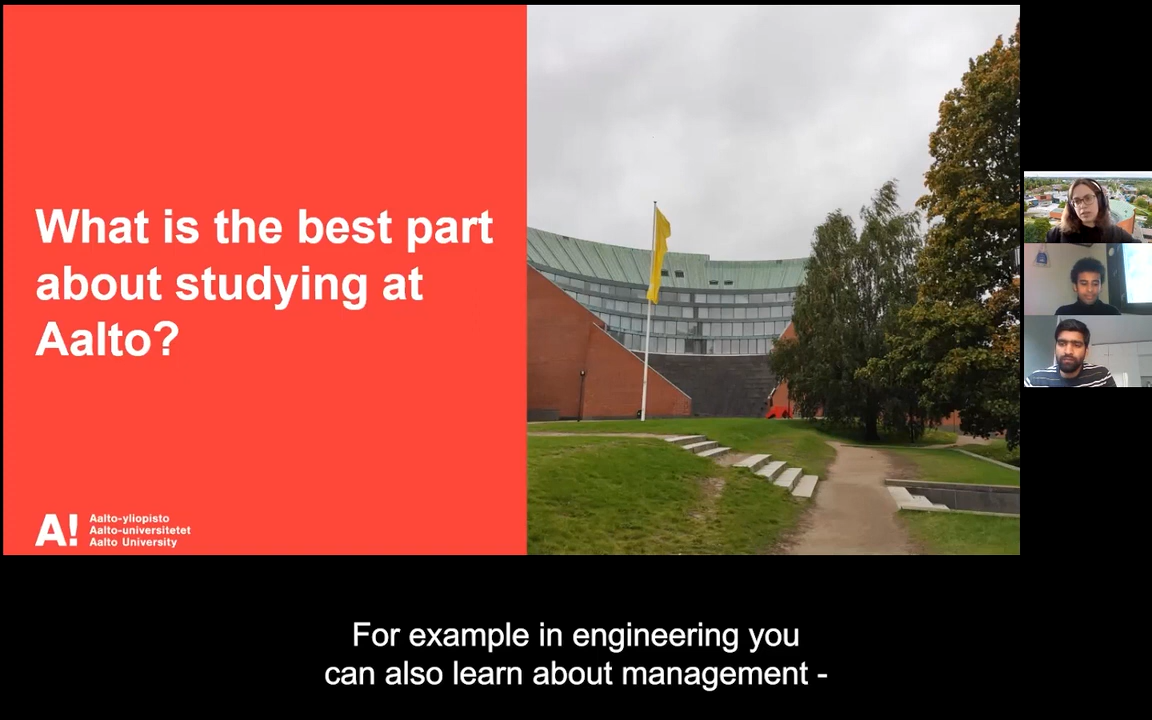 What is the best part
about studying at
Aalto?
A! Aalto-yliopisto
Aalto-universitetet
Aalto University
For example in engineering you
can also learn about management -